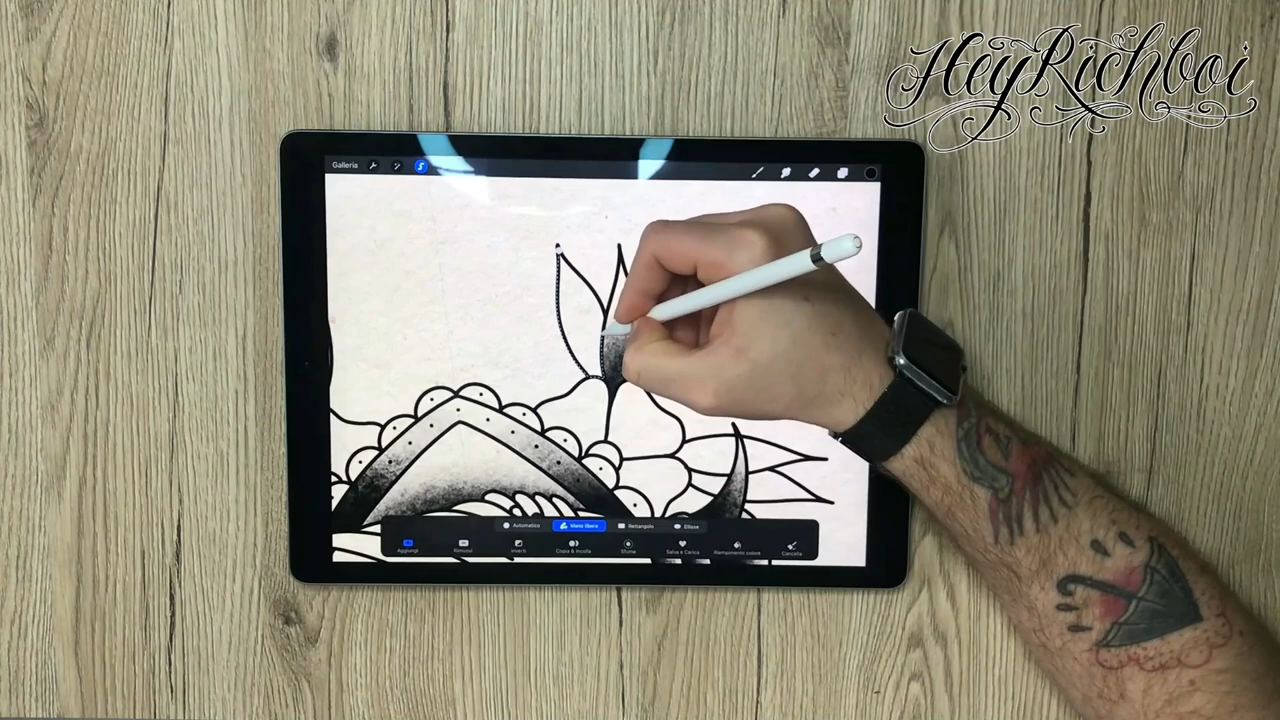 HeyRichboi
Galleria
Automatico Mano libera Rettangolo Ellisse
Aggiungi Rimuovi Inverti Copia & incolla Sfuma Salva e Carica Riempimento colore Cancella